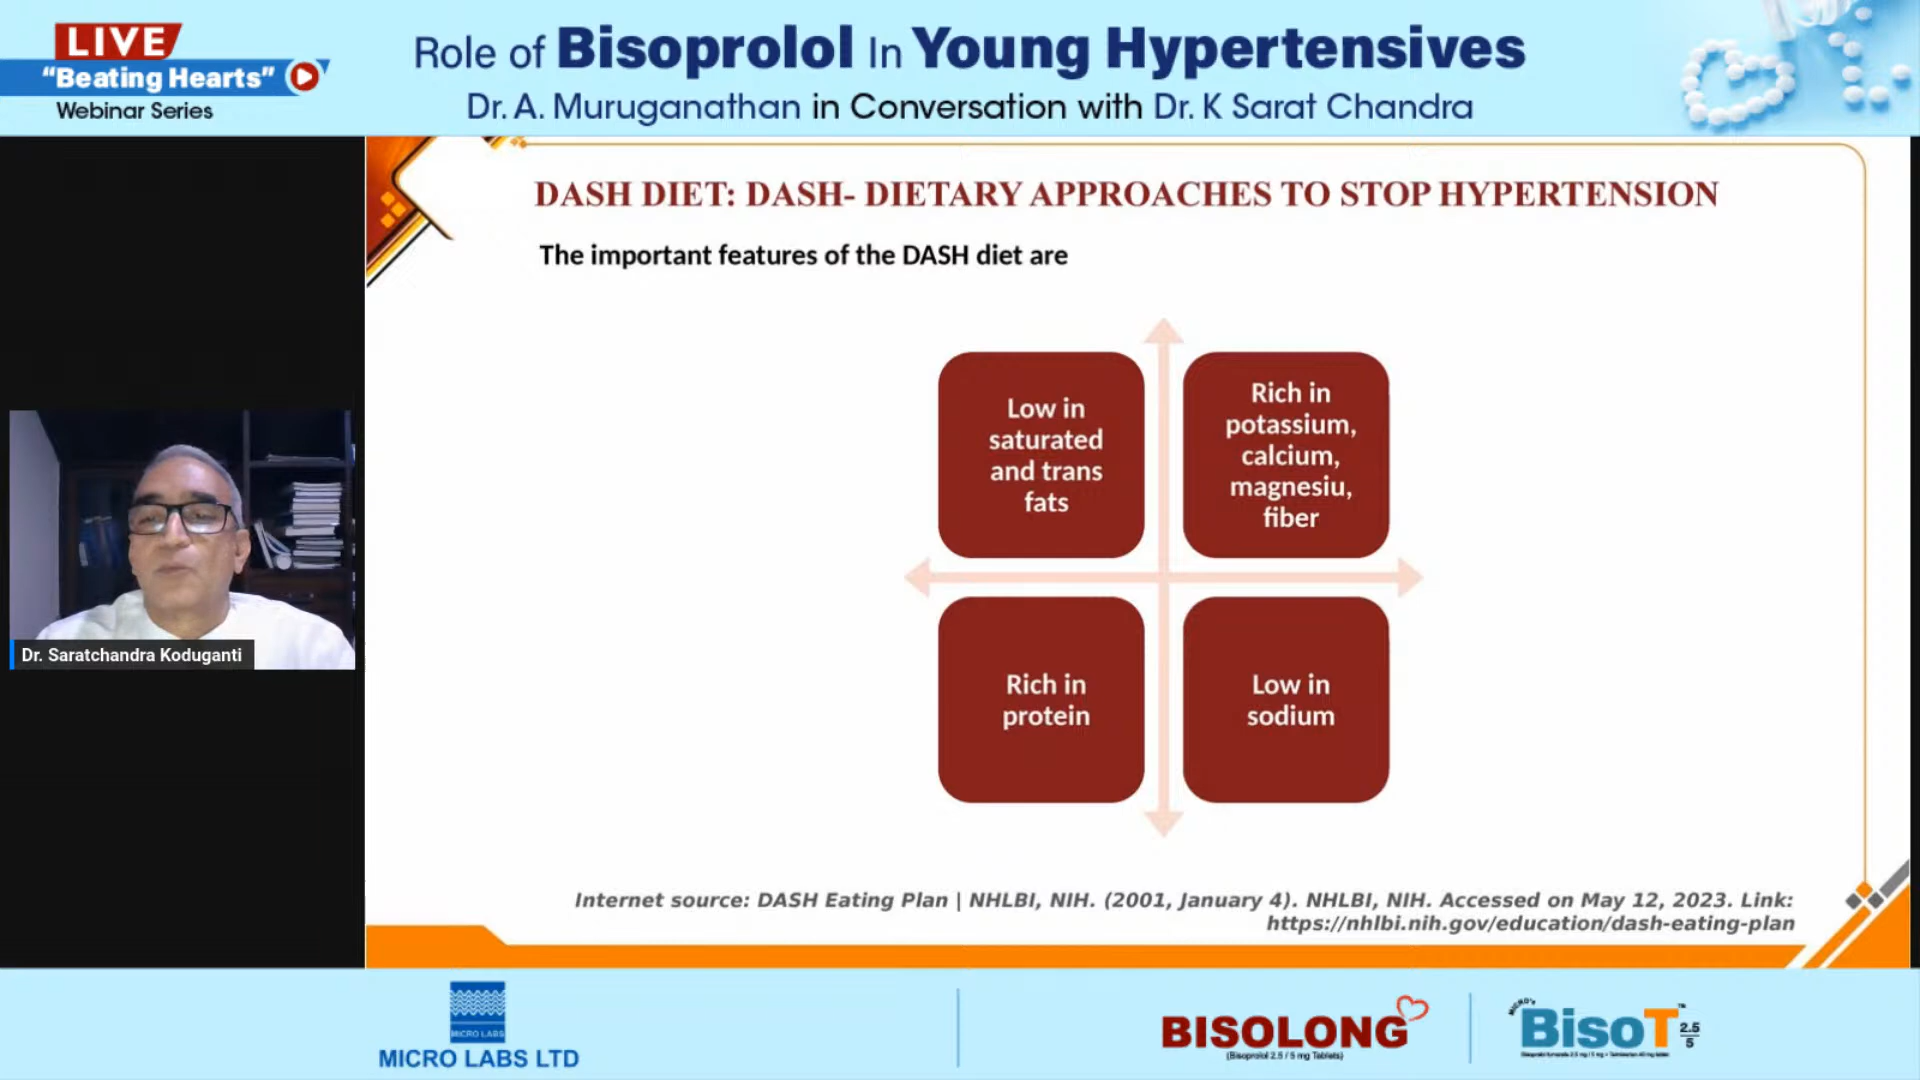 LIVE
"Beating Hearts"
Webinar Series
Role of Bisoprolol In Young Hypertensives
Dr. A. Muruganathan in Conversation with Dr. K Sarat Chandra
DASH DIET: DASH- DIETARY APPROACHES TO STOP HYPERTENSION
The important features of the DASH diet are
Low in
saturated
and trans
fats
Rich in
potassium,
calcium,
magnesiu,
fiber
Rich in
protein
Low in
sodium
Dr. Saratchandra Koduganti
Internet source: DASH Eating Plan | NHLBI, NIH. (2001, January 4). NHLBI, NIH. Accessed on May 12, 2023. Link:
https://nhlbi.nih.gov/education/dash-eating-plan
MICRO LABS
MICRO LABS LTD
BISOLONG
(Bisoprolol 2.5 / 5 mg Tablets)
MICRO's
BisoT™ 2.5
5